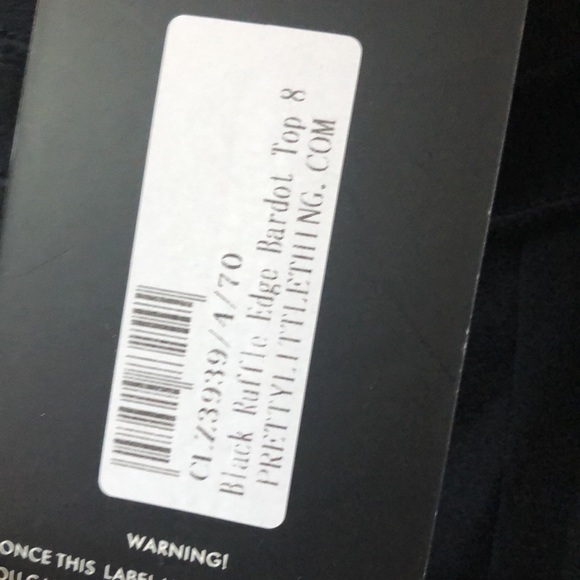 CLZ3939/4/70
Black Ruffle Edge Bardot Top 8
PRETTYLITTLETHING.COM
WARNING!
ONCE THIS LABEL